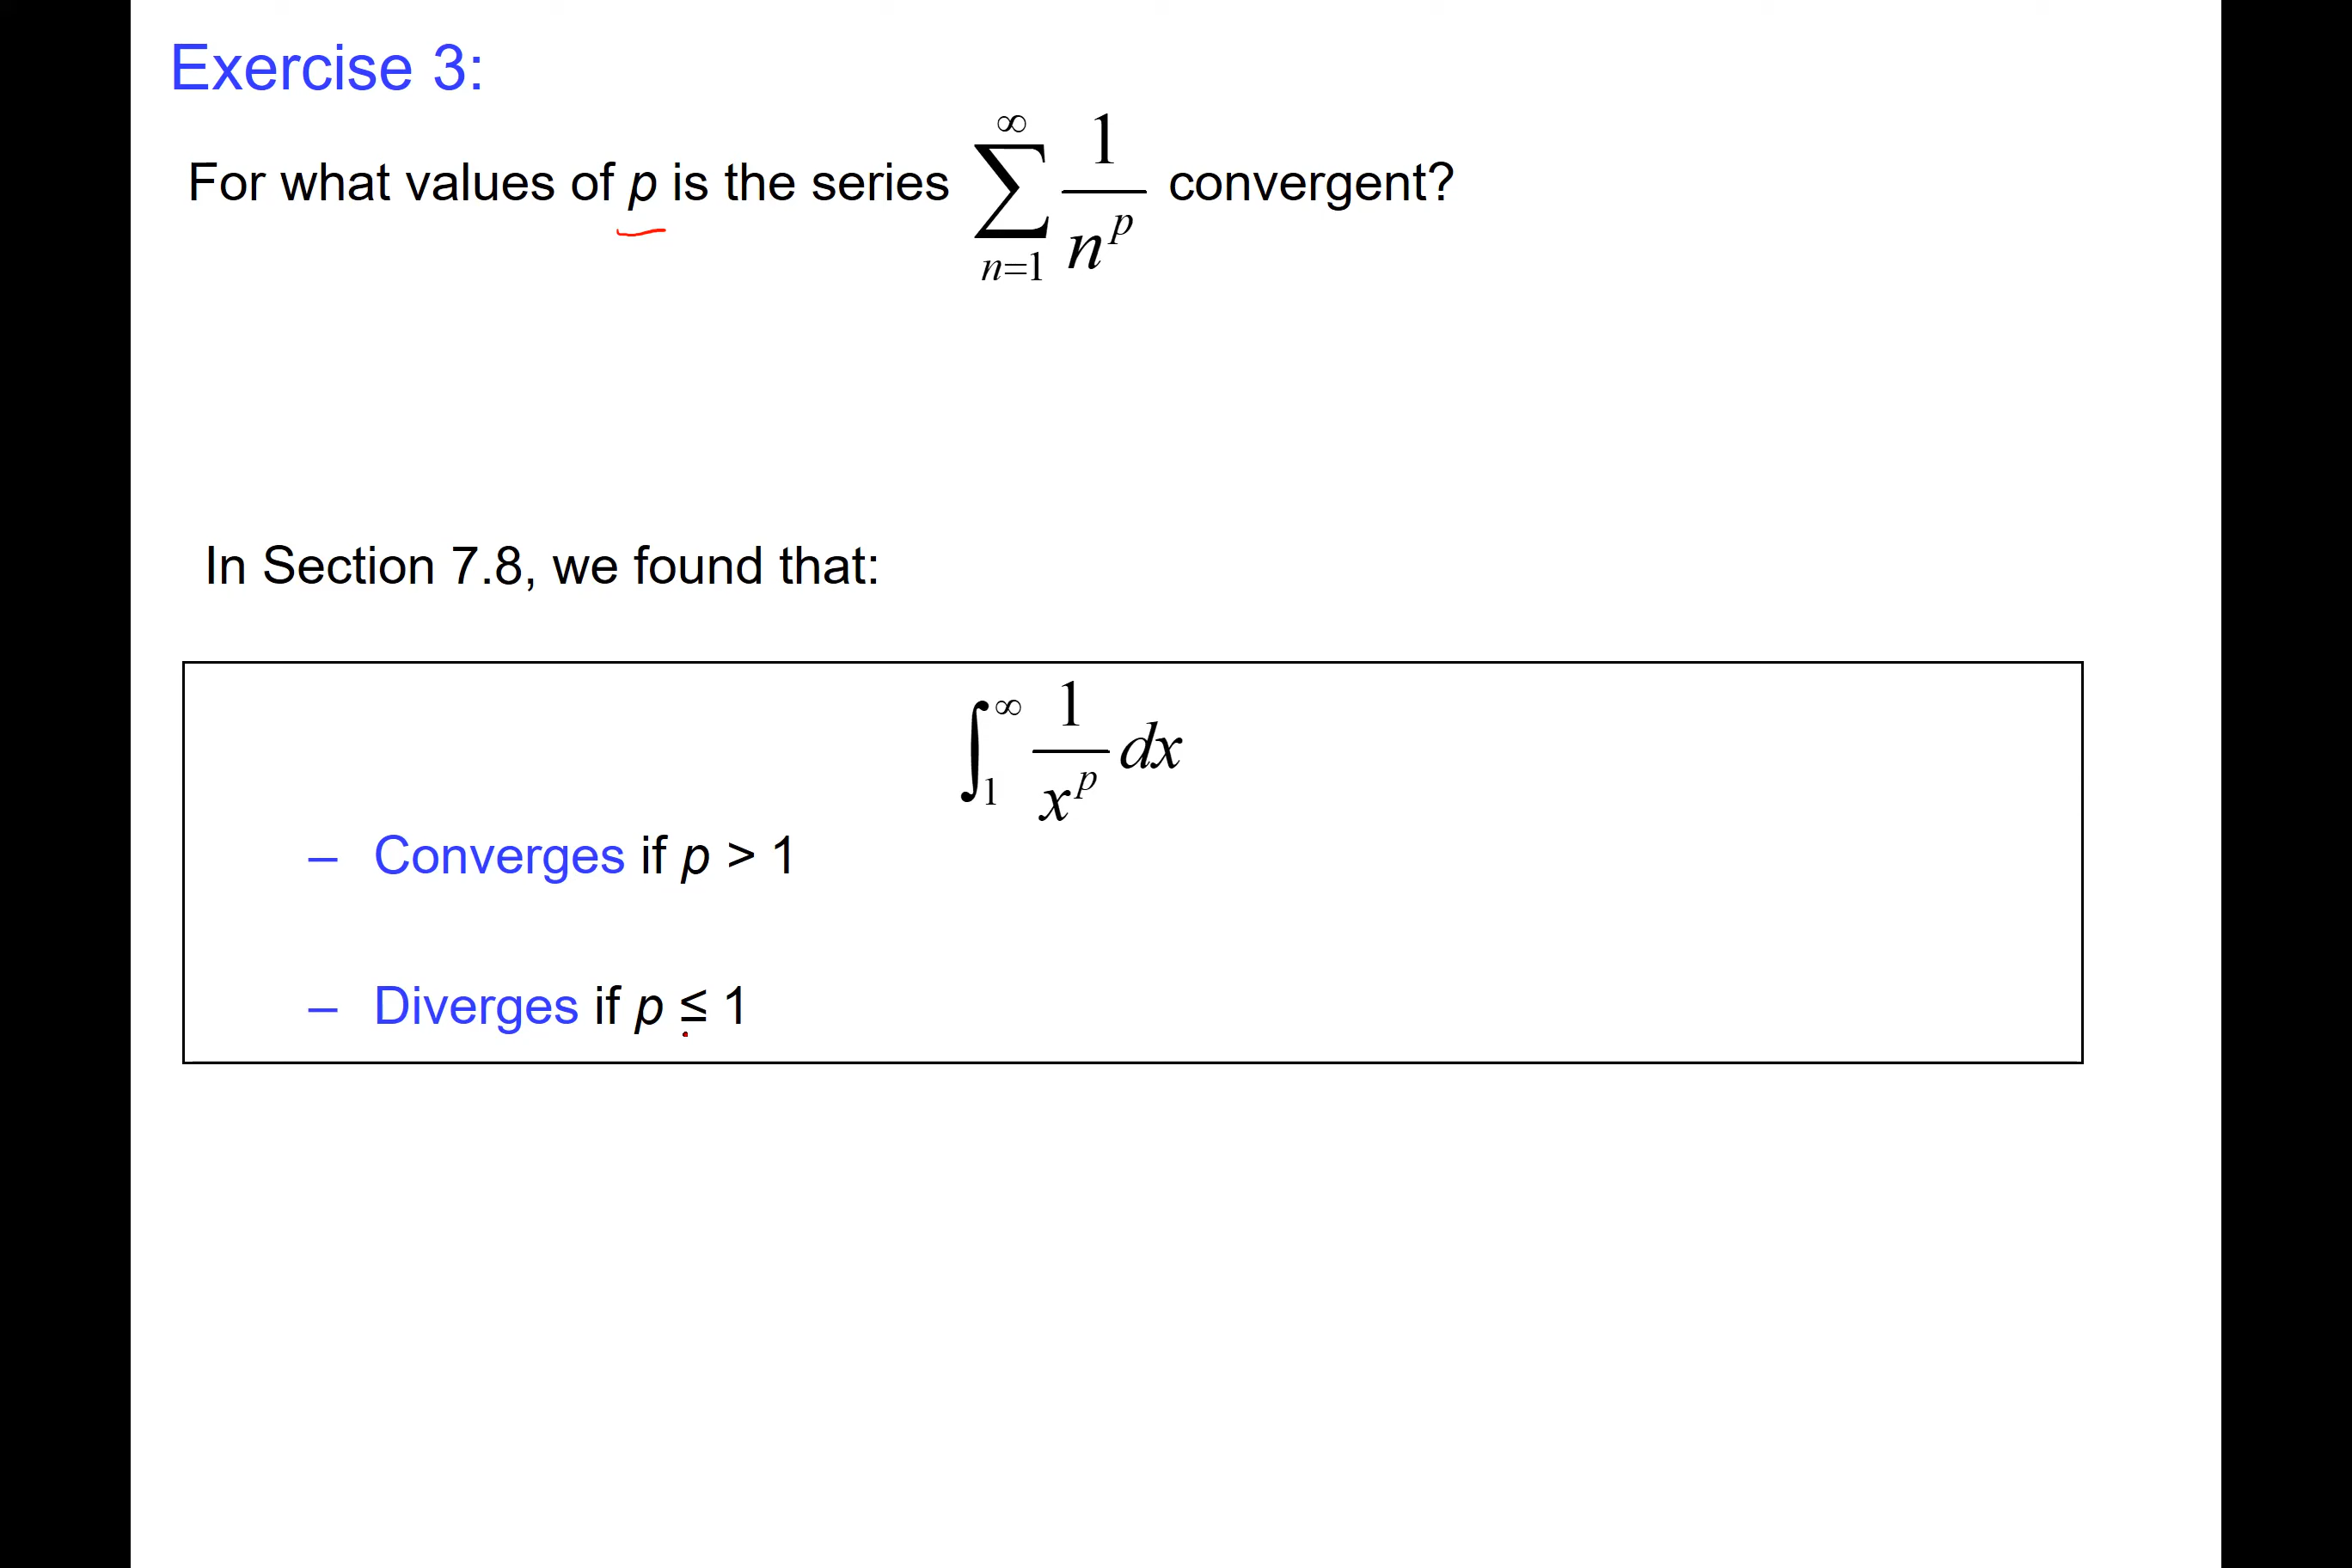 Exercise 3:
For what values of p is the series ∑_{n=1}^{∞} 1/n^p convergent?
In Section 7.8, we found that:
∫_1^∞ 1/x^p dx
– Converges if p > 1
– Diverges if p ≤ 1